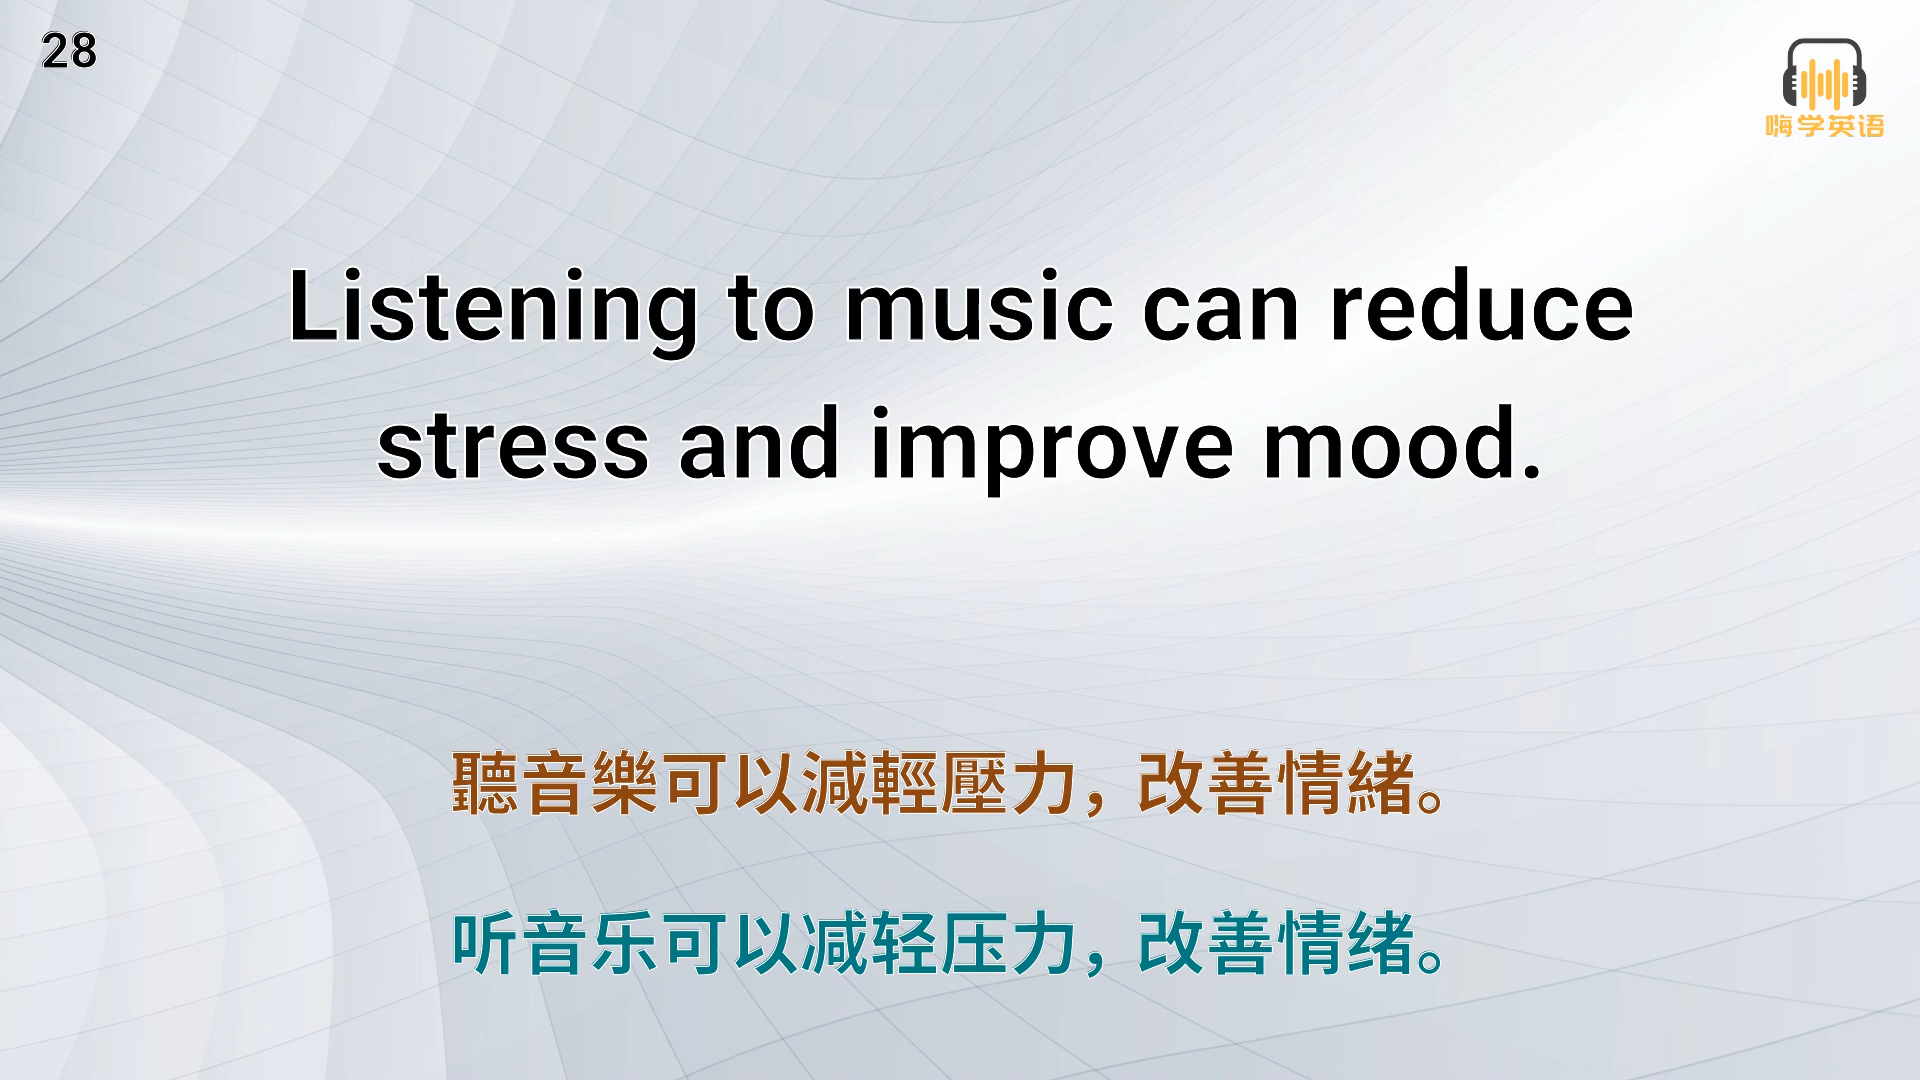 28
嗨学英语
Listening to music can reduce
stress and improve mood.
聽音樂可以減輕壓力，改善情緒。
听音乐可以减轻压力，改善情绪。